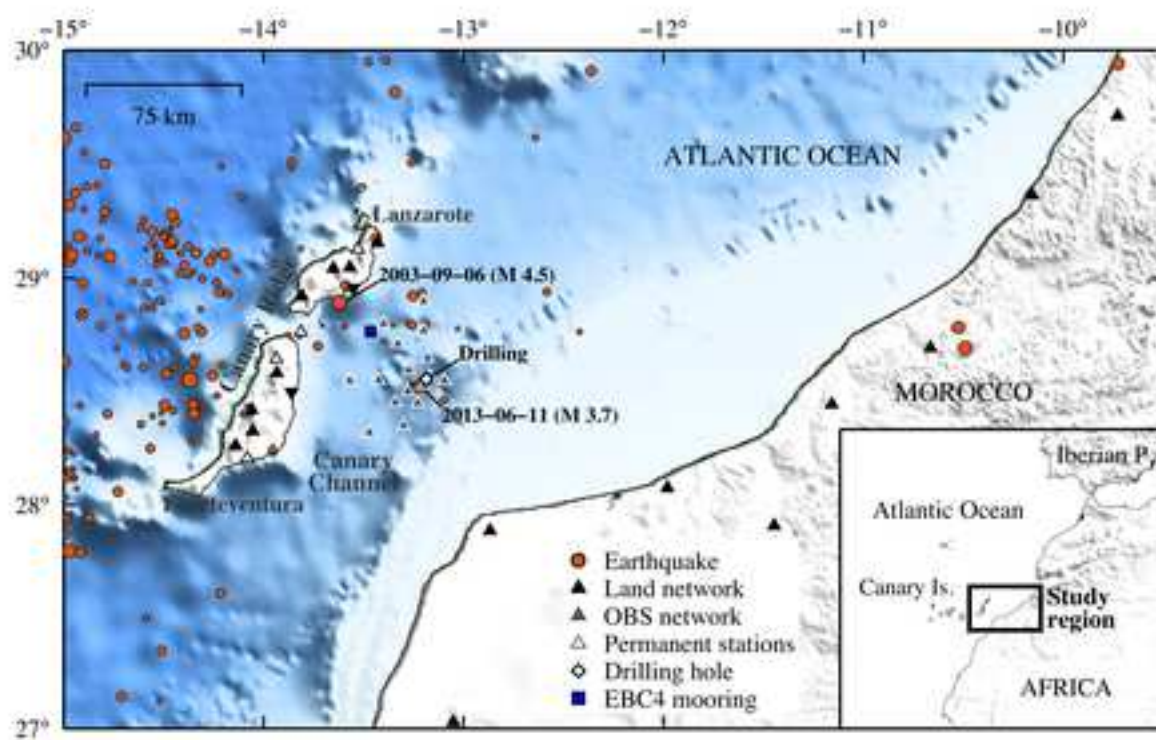 −15° −14° −13° −12° −11° −10°
30°
75 km
ATLANTIC OCEAN
Lanzarote
29°
2003−09−06 (M 4.5)
Drilling
MOROCCO
2013−06−11 (M 3.7)
Canary
Channel
28°
Iberian P.
Atlantic Ocean
Canary Is.
Study
region
AFRICA
Earthquake
Land network
OBS network
Permanent stations
Drilling hole
EBC4 mooring
27°